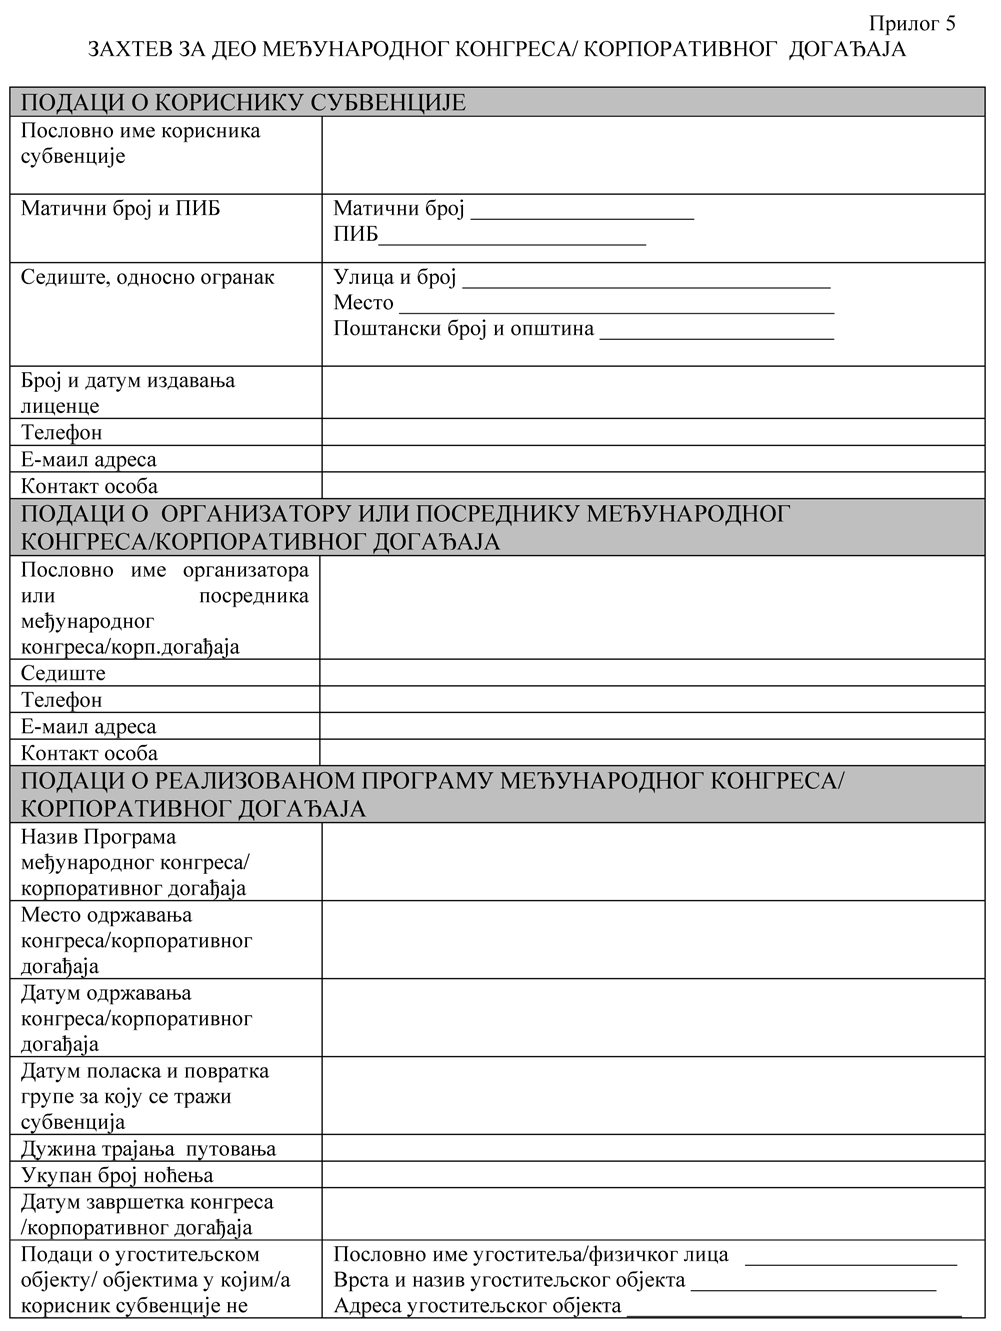 Прилог 5
ЗАХТЕВ ЗА ДЕО МЕЂУНАРОДНОГ КОНГРЕСА/ КОРПОРАТИВНОГ ДОГАЂАЈА
ПОДАЦИ О КОРИСНИКУ СУБВЕНЦИЈЕ
Пословно име корисника
субвенције
Матични број и ПИБ
Матични број ____________________
ПИБ________________________
Седиште, односно огранак
Улица и број _________________________________
Место _______________________________________
Поштански број и општина _____________________
Број и датум издавања
лиценце
Телефон
Е-маил адреса
Контакт особа
ПОДАЦИ О ОРГАНИЗАТОРУ ИЛИ ПОСРЕДНИКУ МЕЂУНАРОДНОГ
КОНГРЕСА/КОРПОРАТИВНОГ ДОГАЂАЈА
Пословно име организатора
или посредника
међународног
конгреса/корп.догађаја
Седиште
Телефон
Е-маил адреса
Контакт особа
ПОДАЦИ О РЕАЛИЗОВАНОМ ПРОГРАМУ МЕЂУНАРОДНОГ КОНГРЕСА/
КОРПОРАТИВНОГ ДОГАЂАЈА
Назив Програма
међународног конгреса/
корпоративног догађаја
Место одржавања
конгреса/корпоративног
догађаја
Датум одржавања
конгреса/корпоративног
догађаја
Датум поласка и повратка
групе за коју се тражи
субвенција
Дужина трајања путовања
Укупан број ноћења
Датум завршетка конгреса
/корпоративног догађаја
Подаци о угоститељском
објекту/ објектима у којим/а
корисник субвенције не
Пословно име угоститеља/физичког лица ___________________
Врста и назив угоститељског објекта ______________________
Адреса угоститељског објекта ______________________________